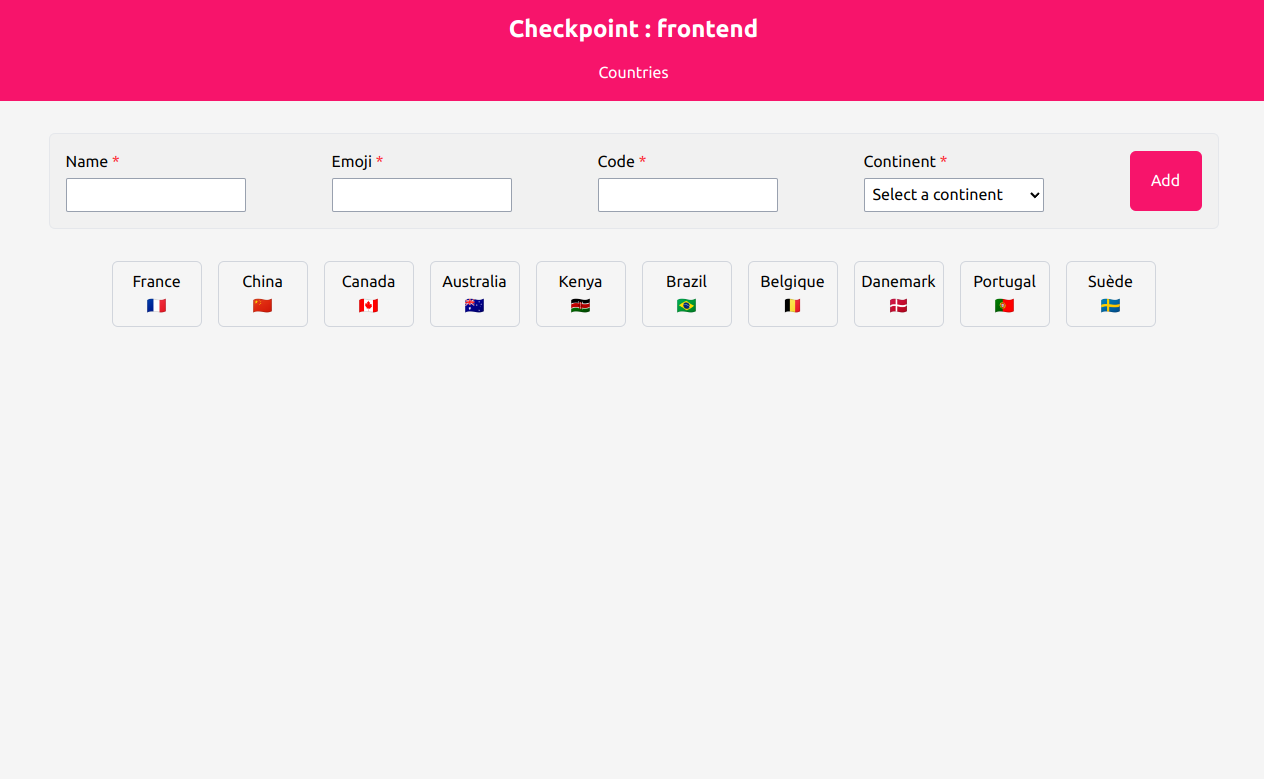 Checkpoint : frontend
Countries
Name *
Emoji *
Code *
Continent *
Select a continent
Add
France
🇫🇷
China
🇨🇳
Canada
🇨🇦
Australia
🇦🇺
Kenya
🇰🇪
Brazil
🇧🇷
Belgique
🇧🇪
Danemark
🇩🇰
Portugal
🇵🇹
Suède
🇸🇪